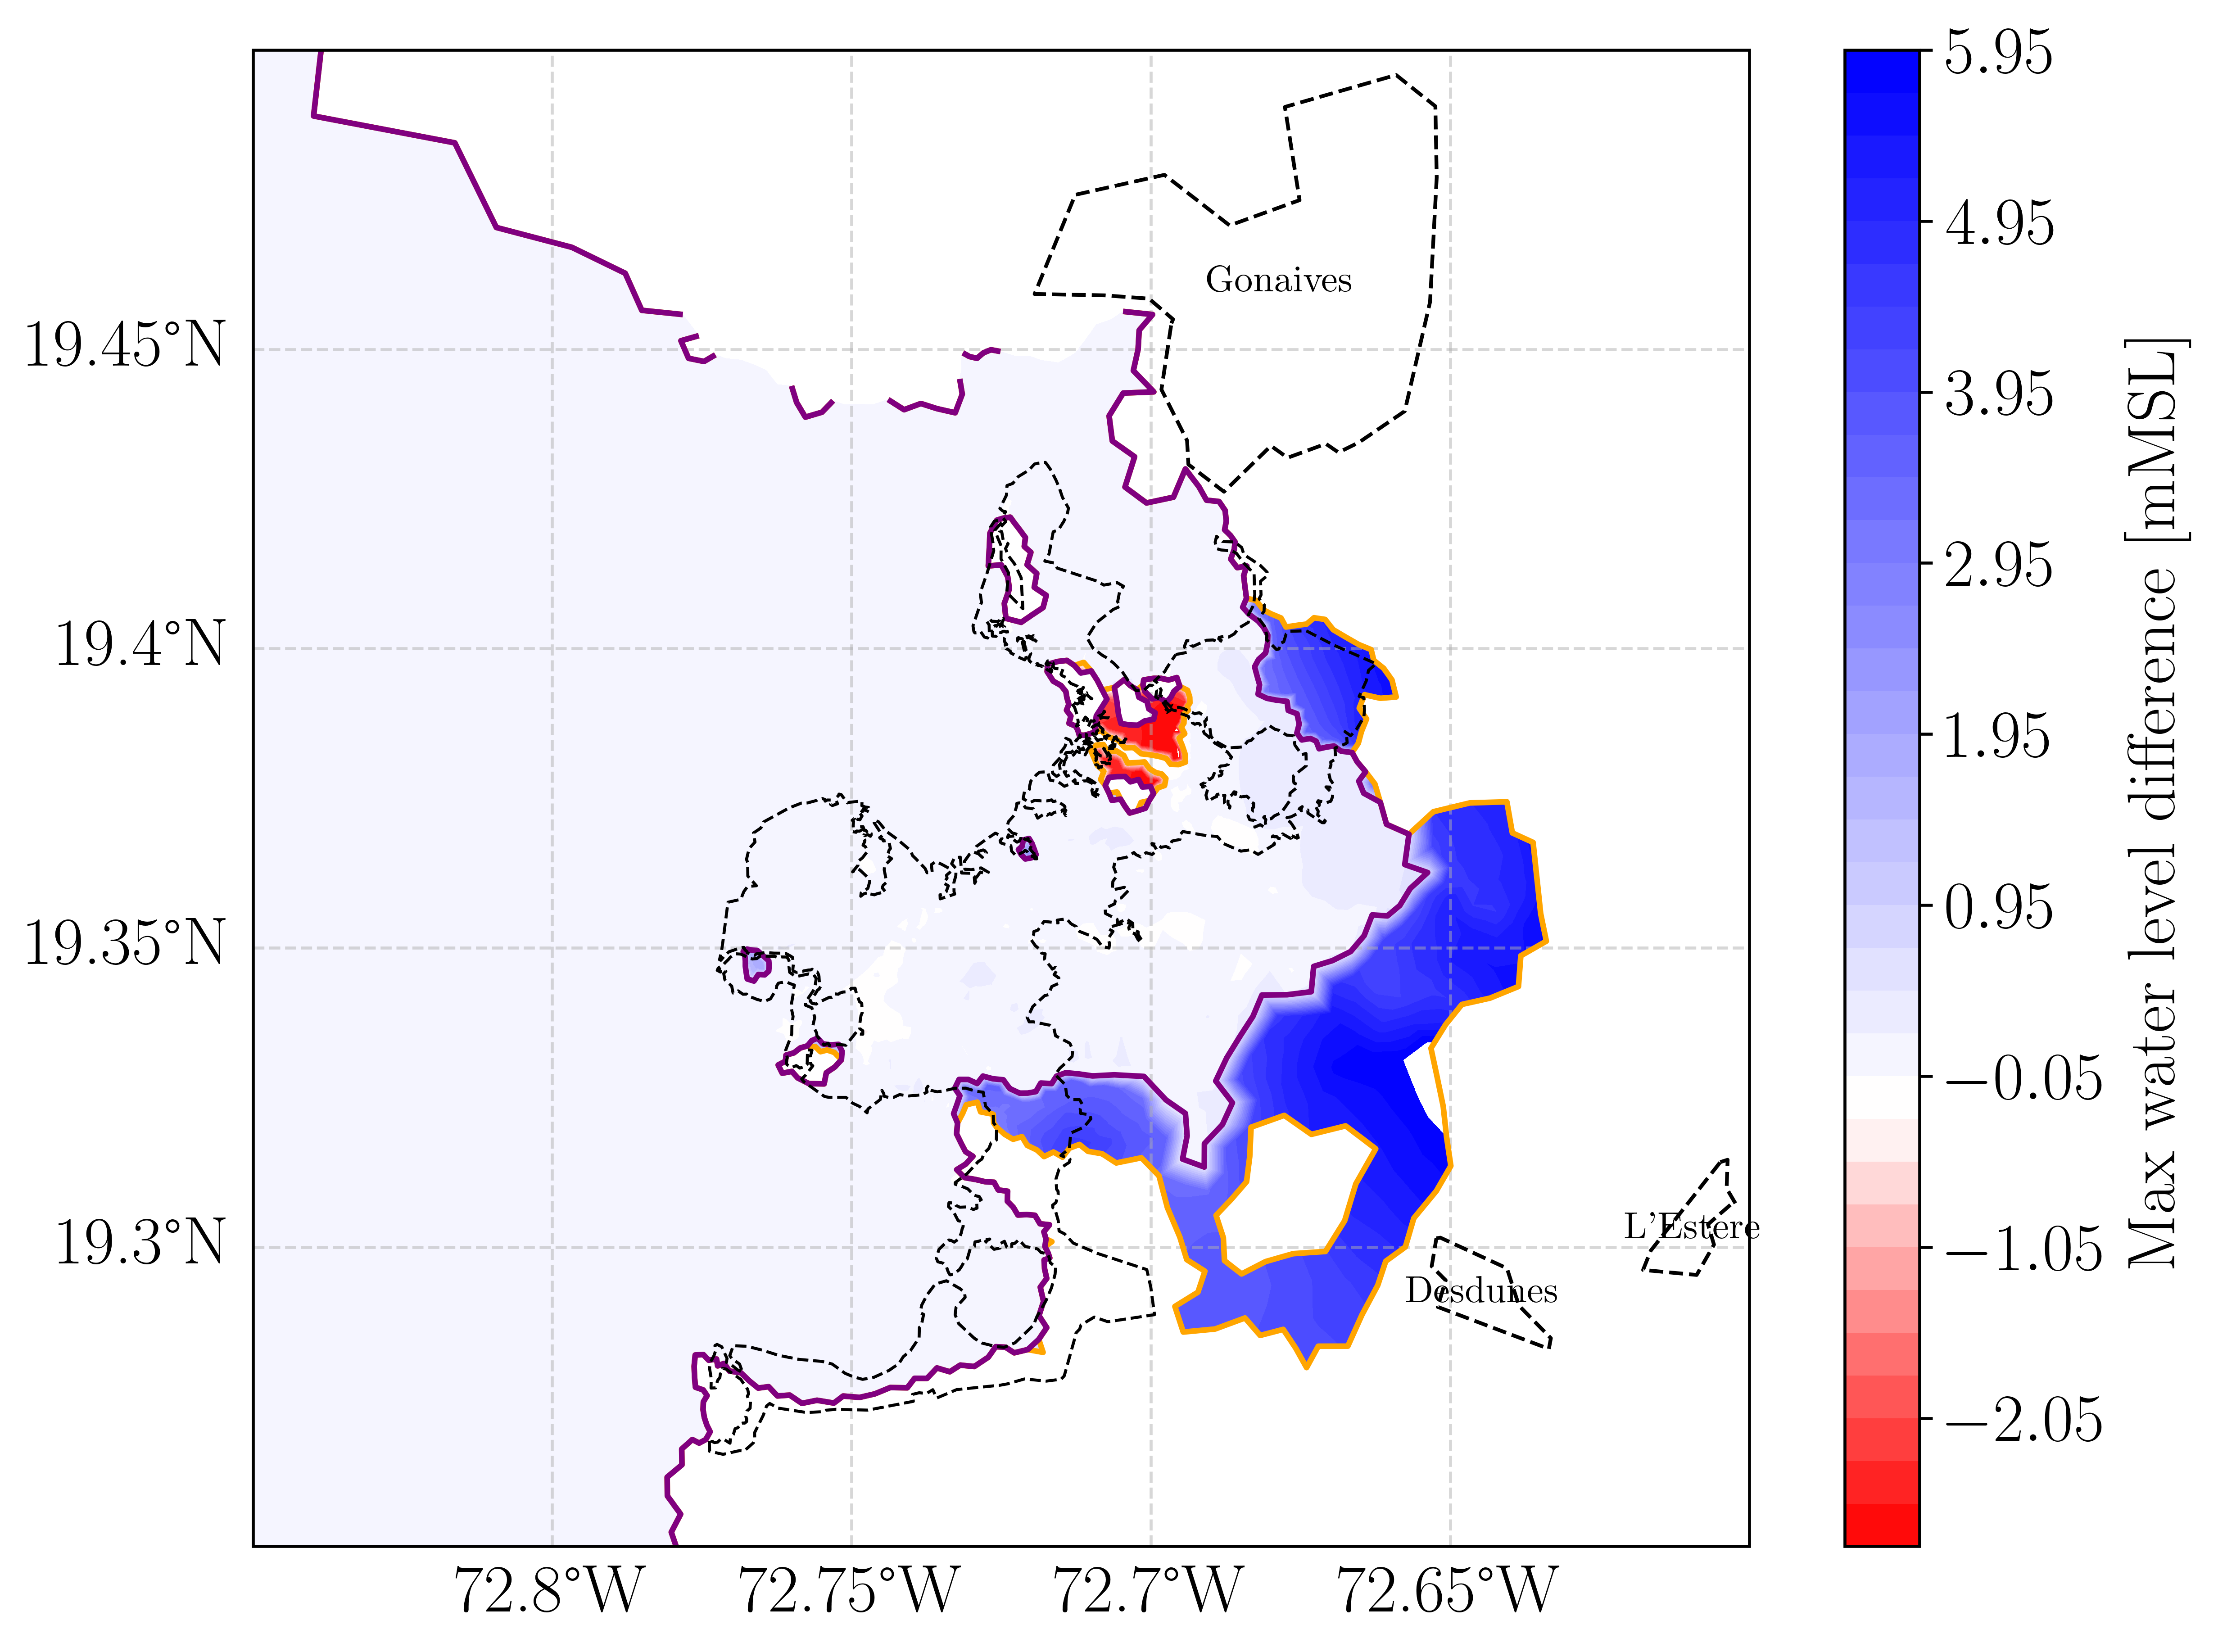 Gonaives
L'Estere
Desdunes
19.45°N
19.4°N
19.35°N
19.3°N
72.8°W
72.75°W
72.7°W
72.65°W
5.95
4.95
3.95
2.95
1.95
0.95
−0.05
−1.05
−2.05
Max water level difference [mMSL]